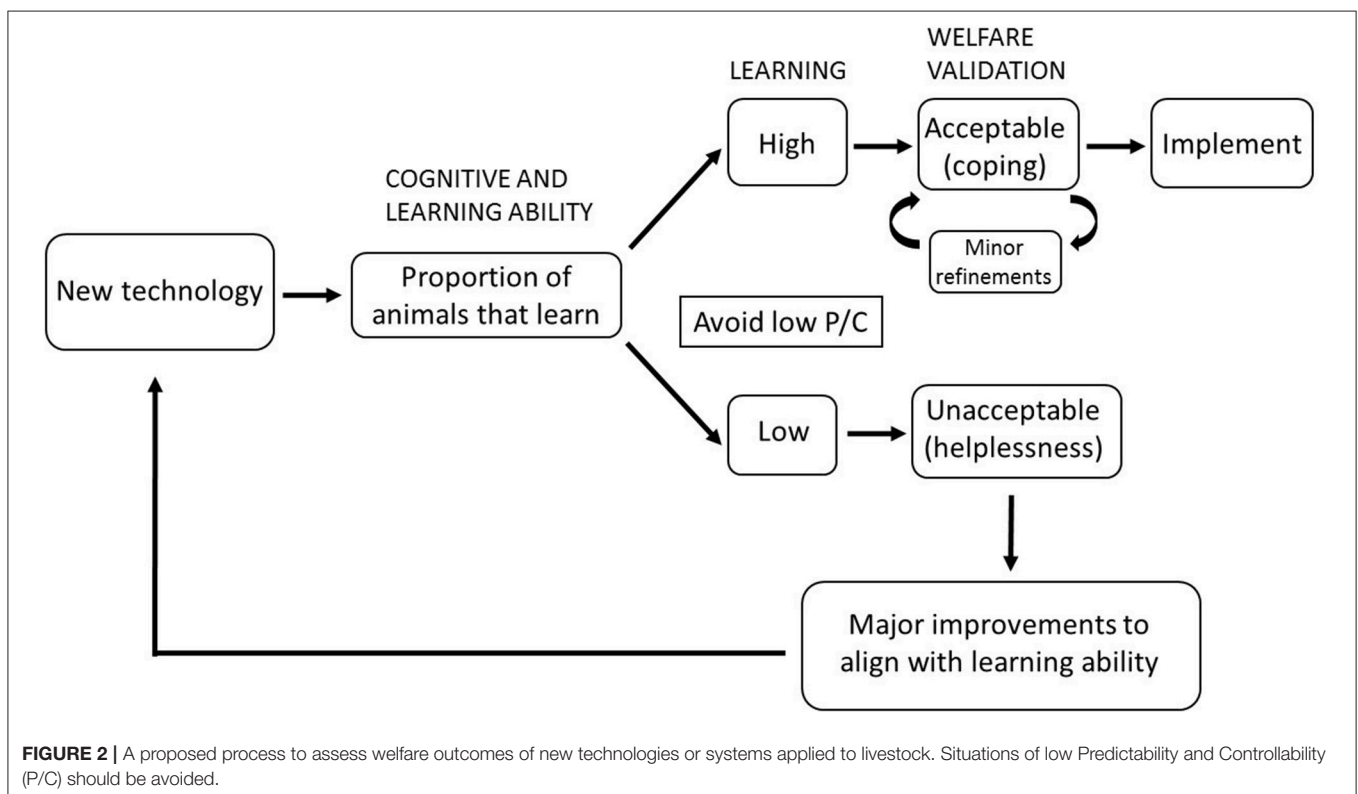 WELFARE
VALIDATION
LEARNING
High
Acceptable
(coping)
Implement
COGNITIVE AND
LEARNING ABILITY
Minor
refinements
New technology
Proportion of
animals that learn
Avoid low P/C
Low
Unacceptable
(helplessness)
Major improvements to
align with learning ability
FIGURE 2 | A proposed process to assess welfare outcomes of new technologies or systems applied to livestock. Situations of low Predictability and Controllability
(P/C) should be avoided.